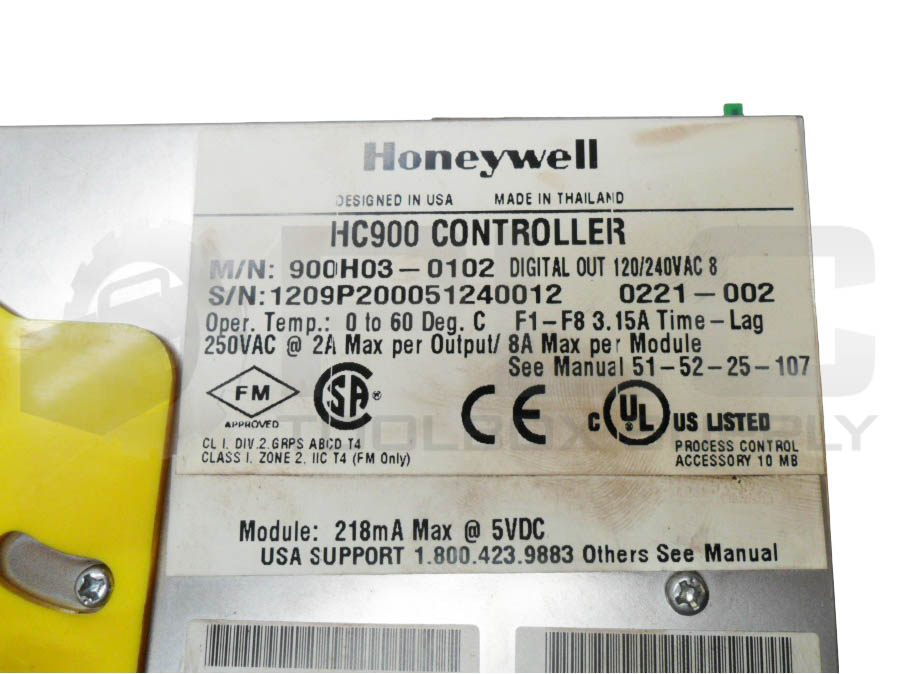 Honeywell
DESIGNED IN USA MADE IN THAILAND
HC900 CONTROLLER
M/N: 900H03-0102 DIGITAL OUT 120/240VAC 8
S/N:1209P200051240012 0221-002
Oper. Temp.: 0 to 60 Deg. C F1-F8 3.15A Time-Lag
250VAC @ 2A Max per Output/ 8A Max per Module
See Manual 51-52-25-107
FM
APPROVED
SA ®
CE
C UL US LISTED
CL I, DIV.2.GRPS ABCD T4
CLASS I, ZONE 2, IIC T4 (FM Only)
PROCESS CONTROL
ACCESSORY 10 MB
Module: 218mA Max @ 5VDC
USA SUPPORT 1.800.423.9883 Others See Manual
TOOLBOX SUPPLY